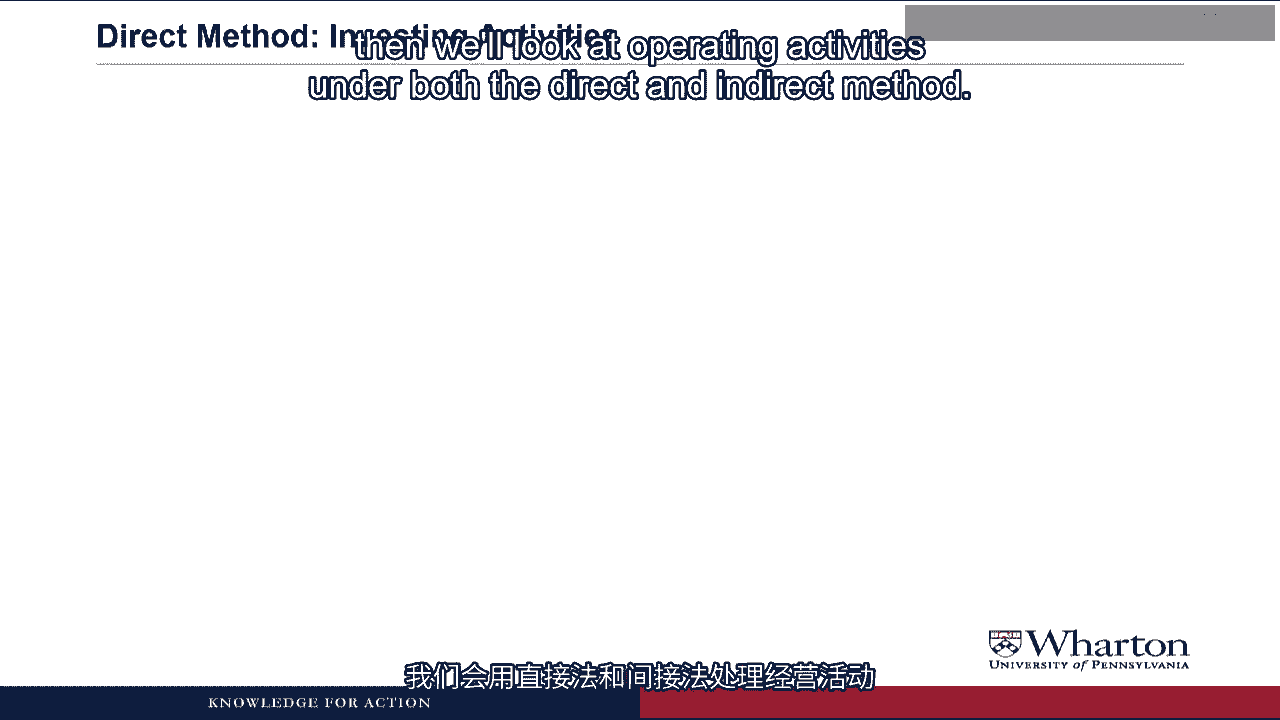 Direct Method: Investing Activities
then we'll look at operating activities
under both the direct and indirect method.
Wharton
UNIVERSITY of PENNSYLVANIA
我们会用直接法和间接法处理经营活动
KNOWLEDGE FOR ACTION